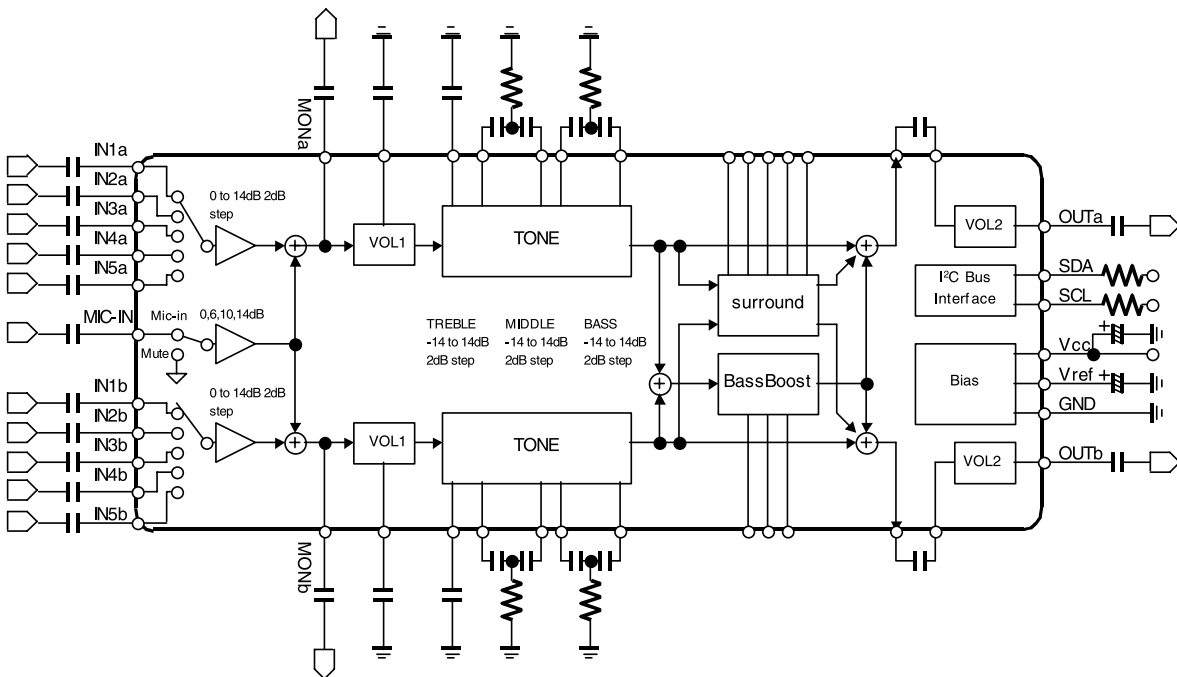 MONa
IN1a
IN2a
IN3a
IN4a
IN5a
0 to 14dB 2dB
step
VOL1
TONE
VOL2
OUTa
I²C Bus
Interface
SDA
SCL
surround
MIC-IN
Mic-in
Mute
0,6,10,14dB
TREBLE
-14 to 14dB
2dB step
MIDDLE
-14 to 14dB
2dB step
BASS
-14 to 14dB
2dB step
BassBoost
Bias
Vcc
+
Vref
+
GND
IN1b
IN2b
IN3b
IN4b
IN5b
0 to 14dB 2dB
step
VOL1
TONE
VOL2
OUTb
MONb